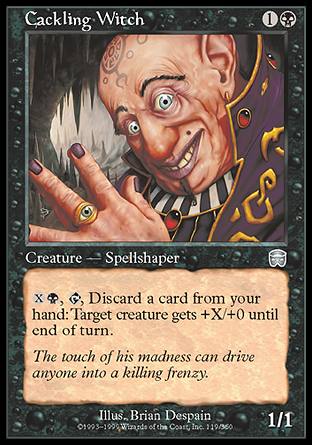 Cackling Witch 1
Creature — Spellshaper
X , , Discard a card from your
hand: Target creature gets +X/+0 until
end of turn.
The touch of his madness can drive
anyone into a killing frenzy.
Illus. Brian Despain
©1993–1999 Wizards of the Coast, Inc. 119/350
1/1